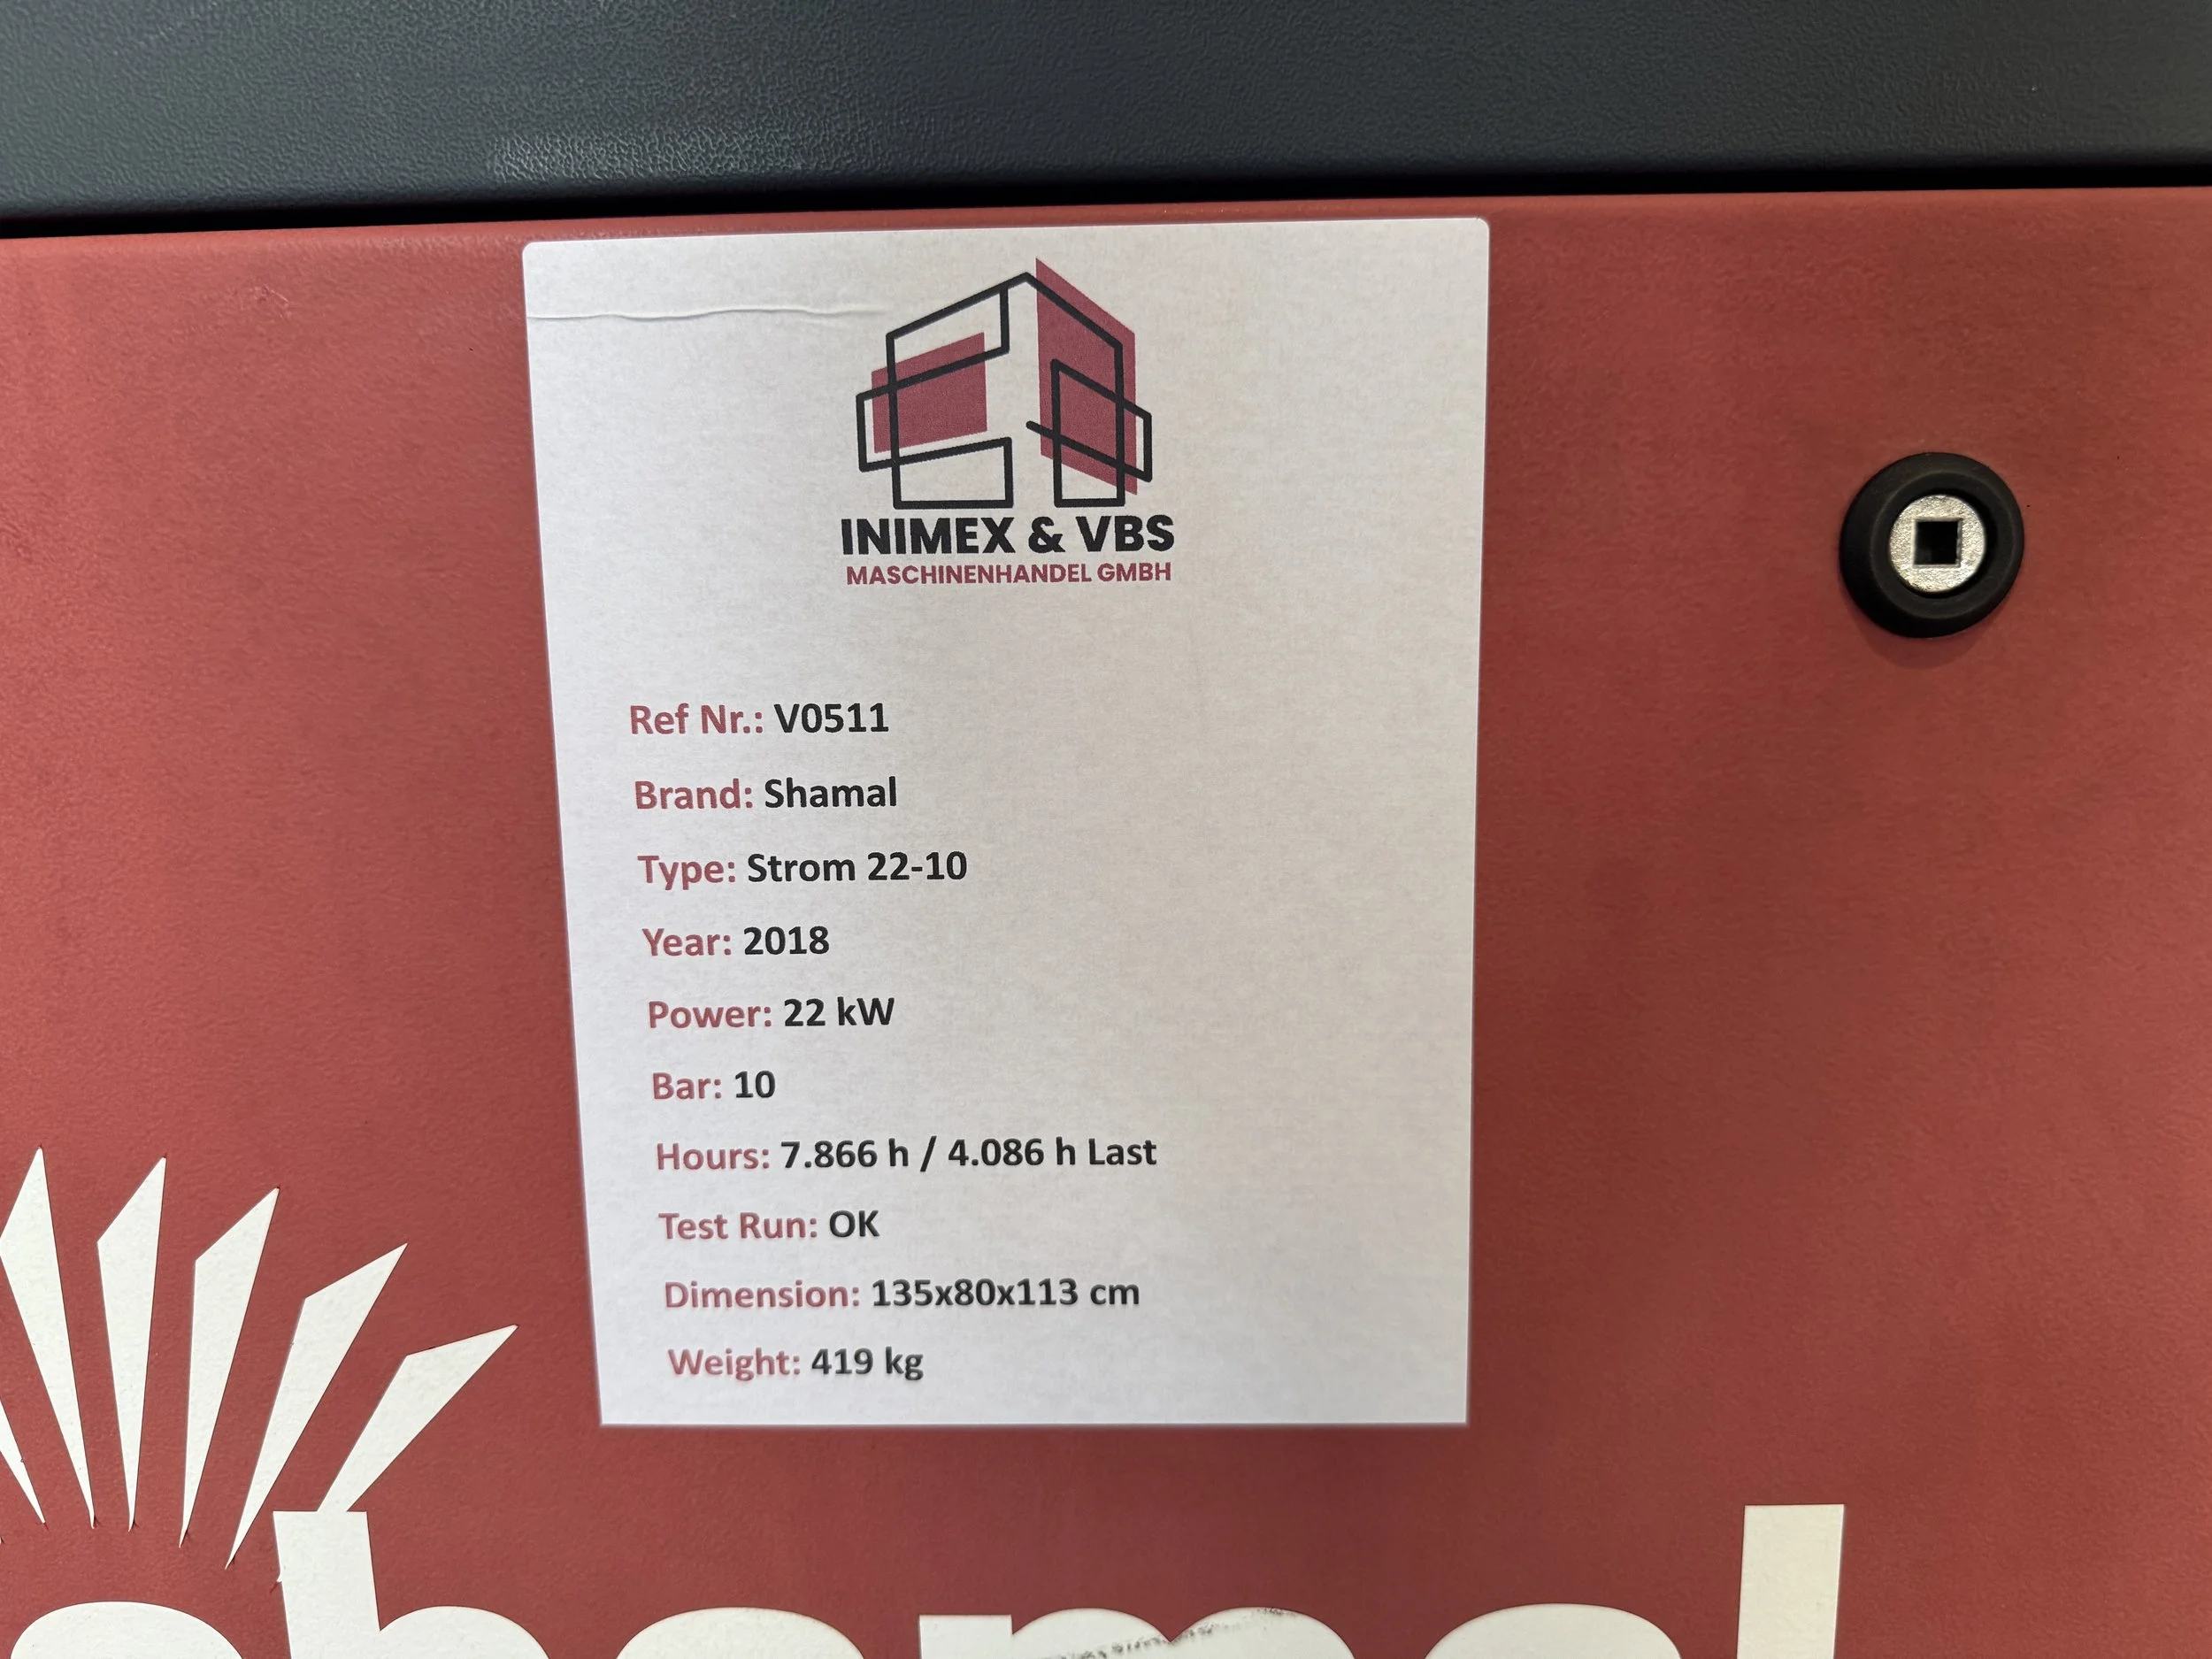 INIMEX & VBS
MASCHINENHANDEL GMBH
Ref Nr.: V0511
Brand: Shamal
Type: Strom 22-10
Year: 2018
Power: 22 kW
Bar: 10
Hours: 7.866 h / 4.086 h Last
Test Run: OK
Dimension: 135x80x113 cm
Weight: 419 kg
shamal